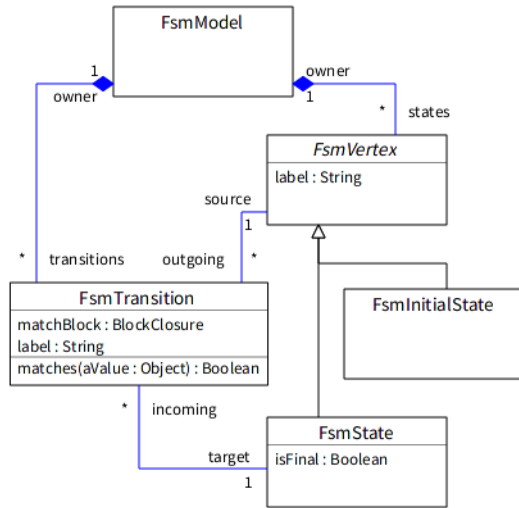 FsmModel
1
owner
owner
1
*
states
FsmVertex
label : String
source
1
*
transitions
outgoing
*
FsmTransition
matchBlock : BlockClosure
label : String
matches(aValue : Object) : Boolean
FsmInitialState
*
incoming
FsmState
isFinal : Boolean
target
1